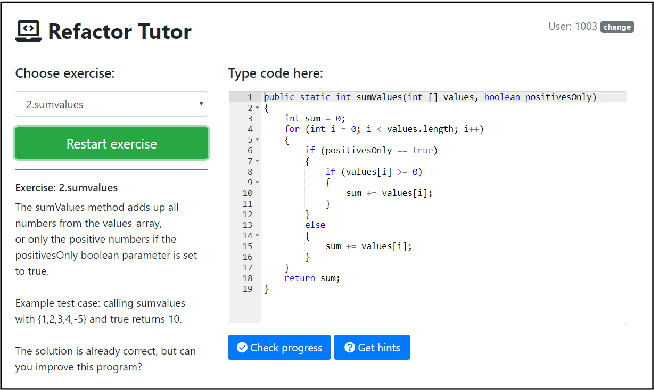 Refactor Tutor
User: 1003 change
Choose exercise:
2.sumvalues
Restart exercise
Exercise: 2.sumvalues
The sumValues method adds up all
numbers from the values-array,
or only the positive numbers if the
positivesOnly boolean parameter is set
to true.
Example test case: calling sumvalues
with {1,2,3,4,-5} and true returns 10.
The solution is already correct, but can
you improve this program?
Type code here:
1 public static int sumValues(int [] values, boolean positivesOnly)
2 {
3 int sum = 0;
4 for (int i = 0; i < values.length; i++)
5 {
6 if (positivesOnly == true)
7 {
8 if (values[i] >= 0)
9 {
10 sum += values[i];
11 }
12 }
13 else
14 {
15 sum += values[i];
16 }
17 }
18 return sum;
19 }
Check progress
Get hints